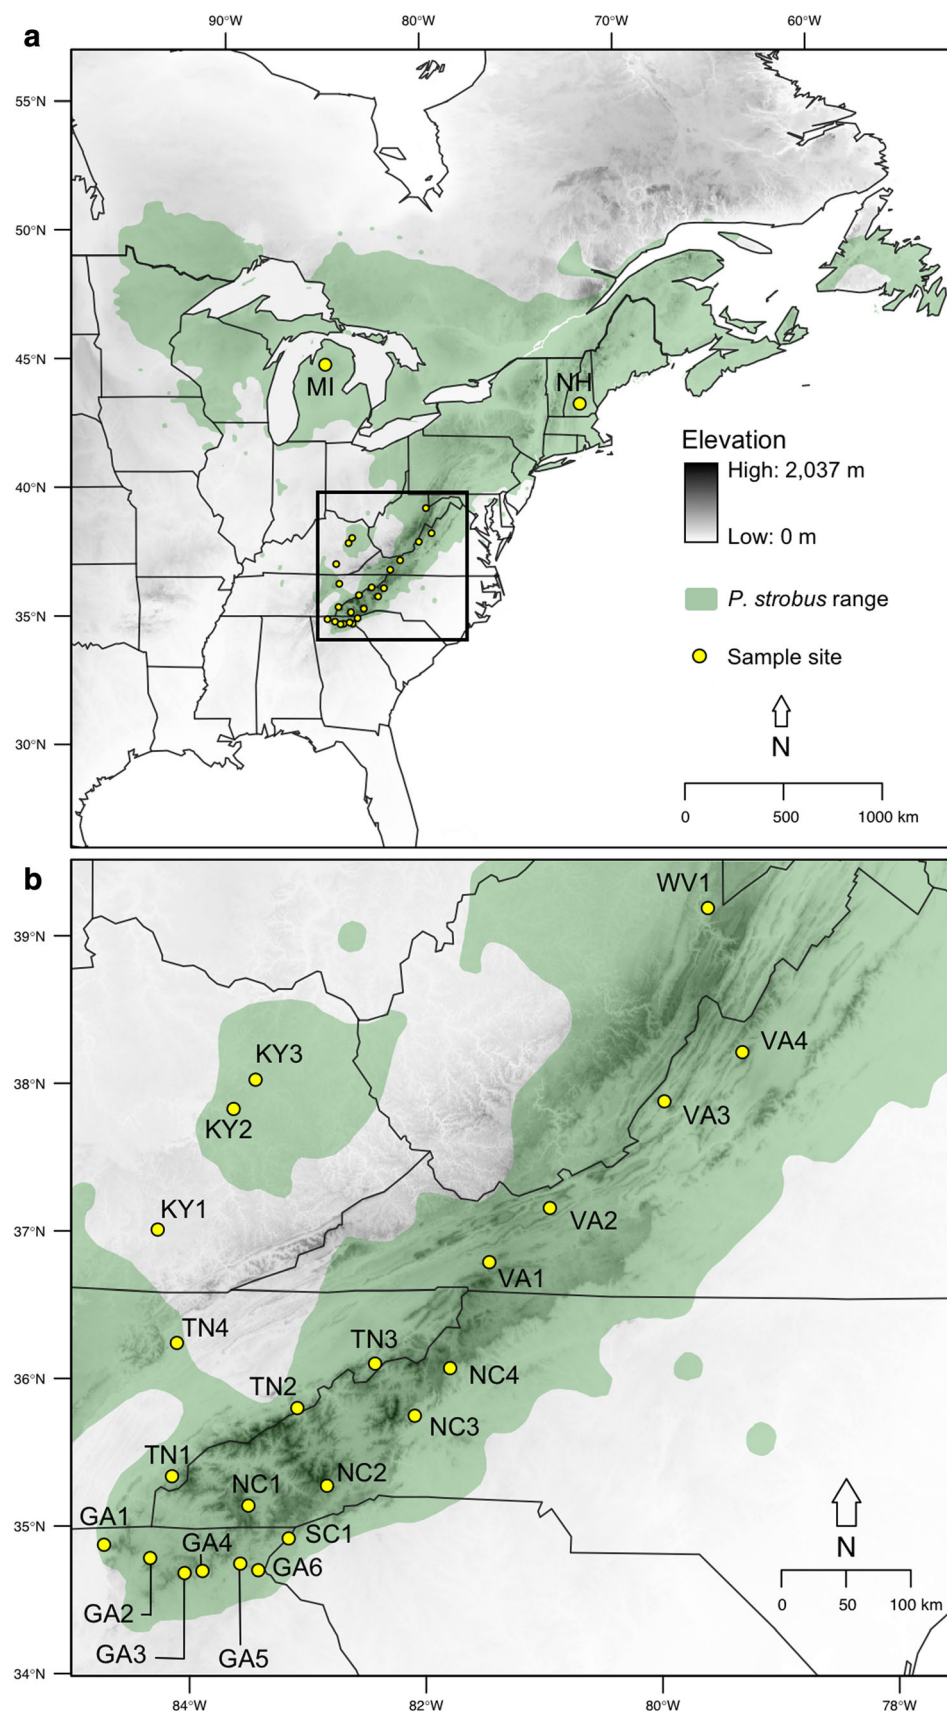 a
90°W 80°W 70°W 60°W
55°N
50°N
45°N
MI
NH
Elevation
High: 2,037 m
40°N
Low: 0 m
P. strobus range
35°N
Sample site
N
30°N
0 500 1000 km
b
WV1
39°N
VA4
KY3
38°N
VA3
KY2
KY1
VA2
37°N
VA1
TN4
TN3
NC4
36°N
TN2
NC3
TN1
NC2
NC1
GA1
35°N
SC1
GA4
N
GA6
GA2
0 50 100 km
GA3
GA5
34°N
84°W 82°W 80°W 78°W